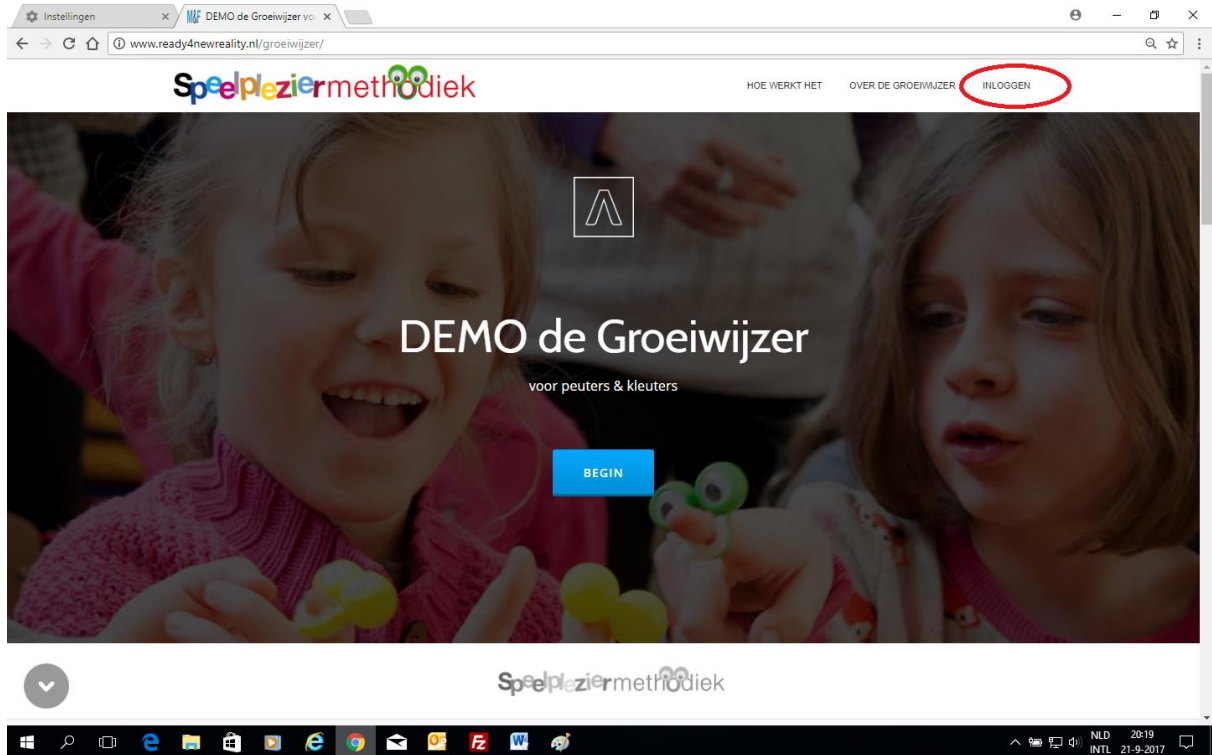 Instellingen
M&F DEMO de Groeiwijzer vo
www.ready4newreality.nl/groeiwijzer/
Speelpleziermethodiek
HOE WERKT HET OVER DE GROEIWIJZER INLOGGEN
DEMO de Groeiwijzer
voor peuters & kleuters
BEGIN
Speelpleziermethodiek
NLD 20:19
INTL 21-9-2017